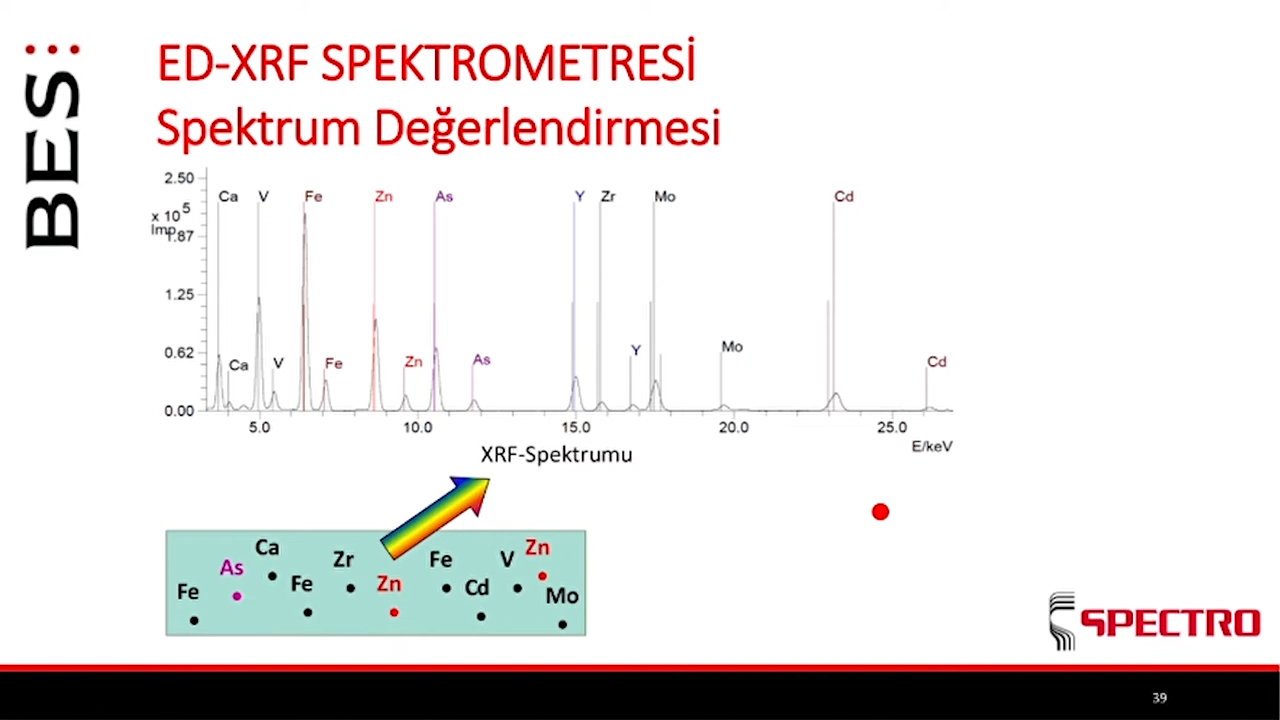 BES
ED-XRF SPEKTROMETRESİ
Spektrum Değerlendirmesi
2.50
x 10 5
Imp.
1.87
1.25
0.62
0.00
Ca V Fe Zn As Y Zr Mo Cd
Ca V Fe Zn As Y Mo Cd
5.0 10.0 15.0 20.0 25.0
E/keV
XRF-Spektrumu
Fe As Ca Fe Zr Zn Fe Cd V Zn Mo
SPECTRO
39